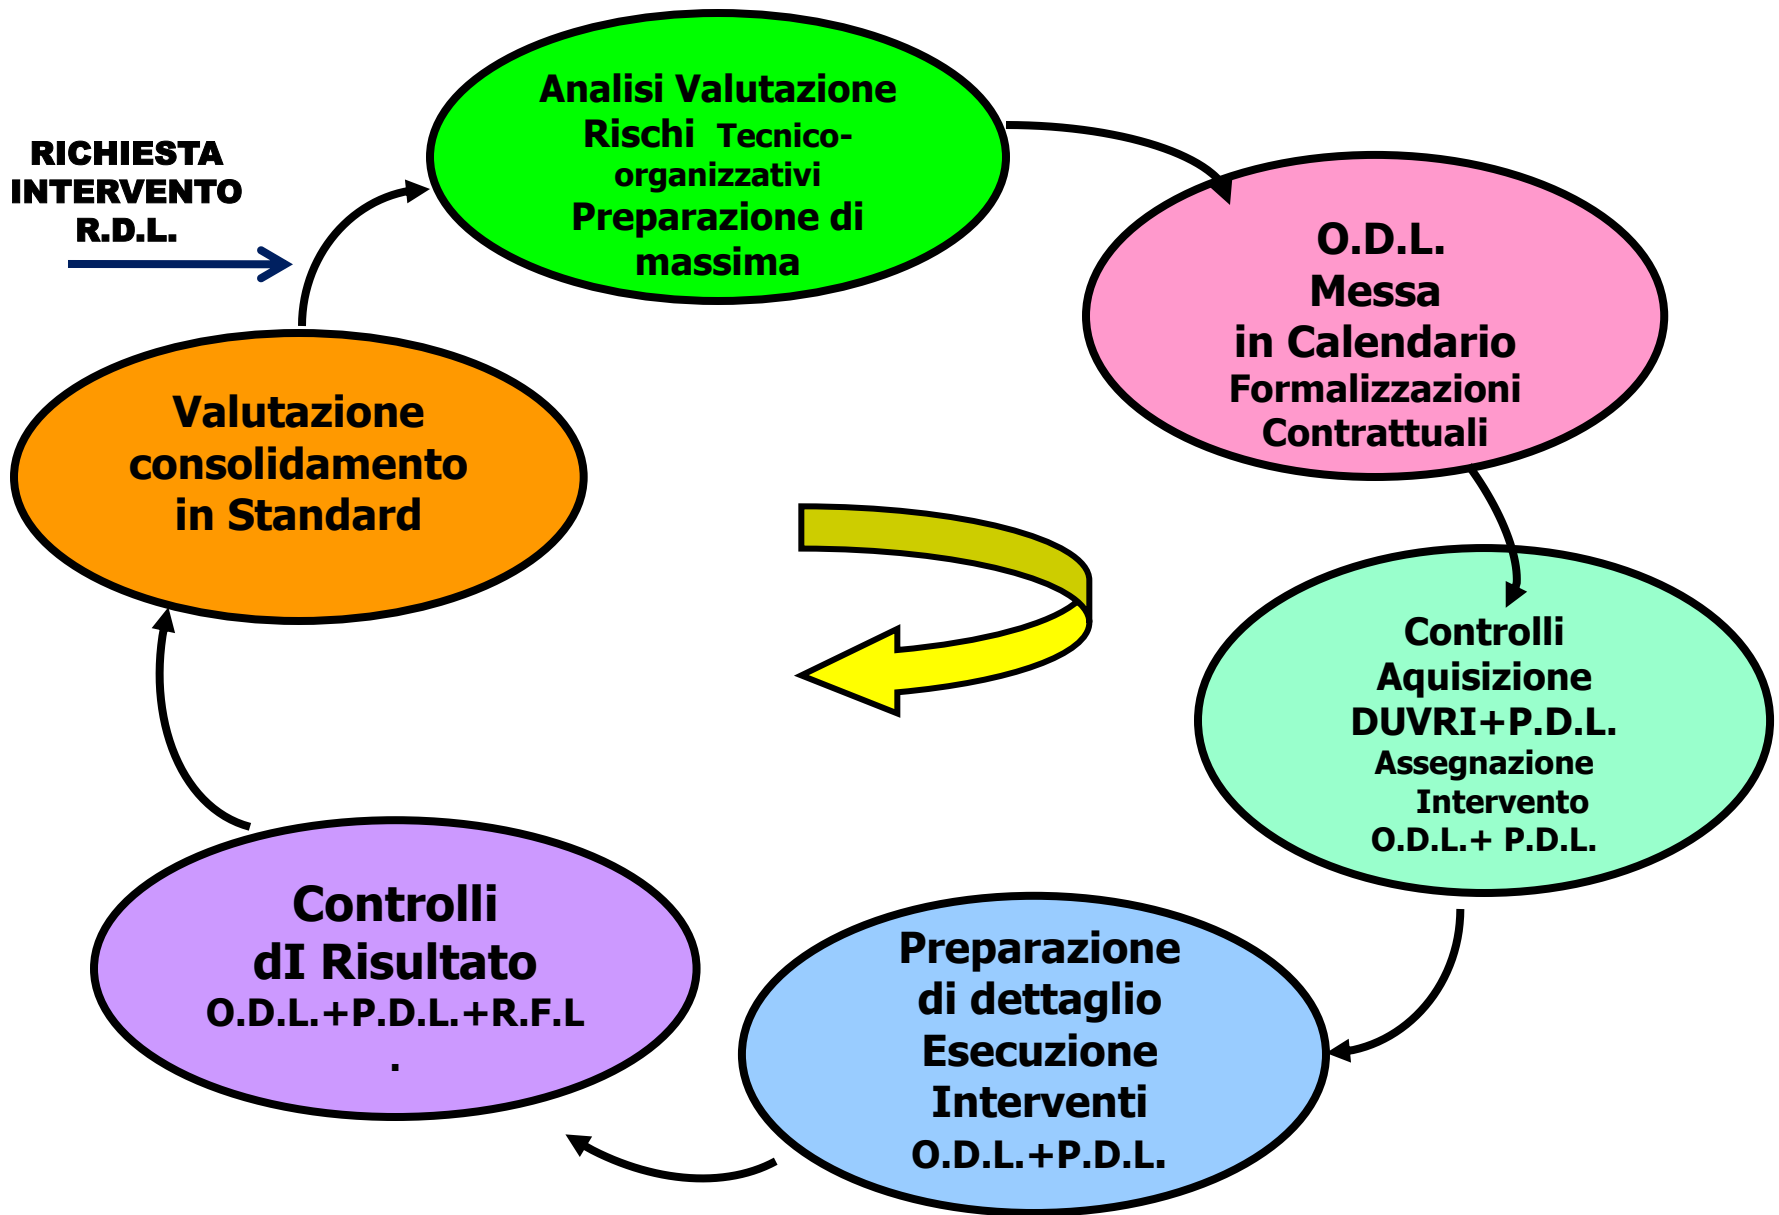 RICHIESTA
INTERVENTO
R.D.L.
Analisi Valutazione
Rischi Tecnico-
organizzativi
Preparazione di
massima
O.D.L.
Messa
in Calendario
Formalizzazioni
Contrattuali
Controlli
Aquisizione
DUVRI+P.D.L.
Assegnazione
Intervento
O.D.L.+ P.D.L.
Preparazione
di dettaglio
Esecuzione
Interventi
O.D.L.+P.D.L.
Controlli
dI Risultato
O.D.L.+P.D.L.+R.F.L
.
Valutazione
consolidamento
in Standard